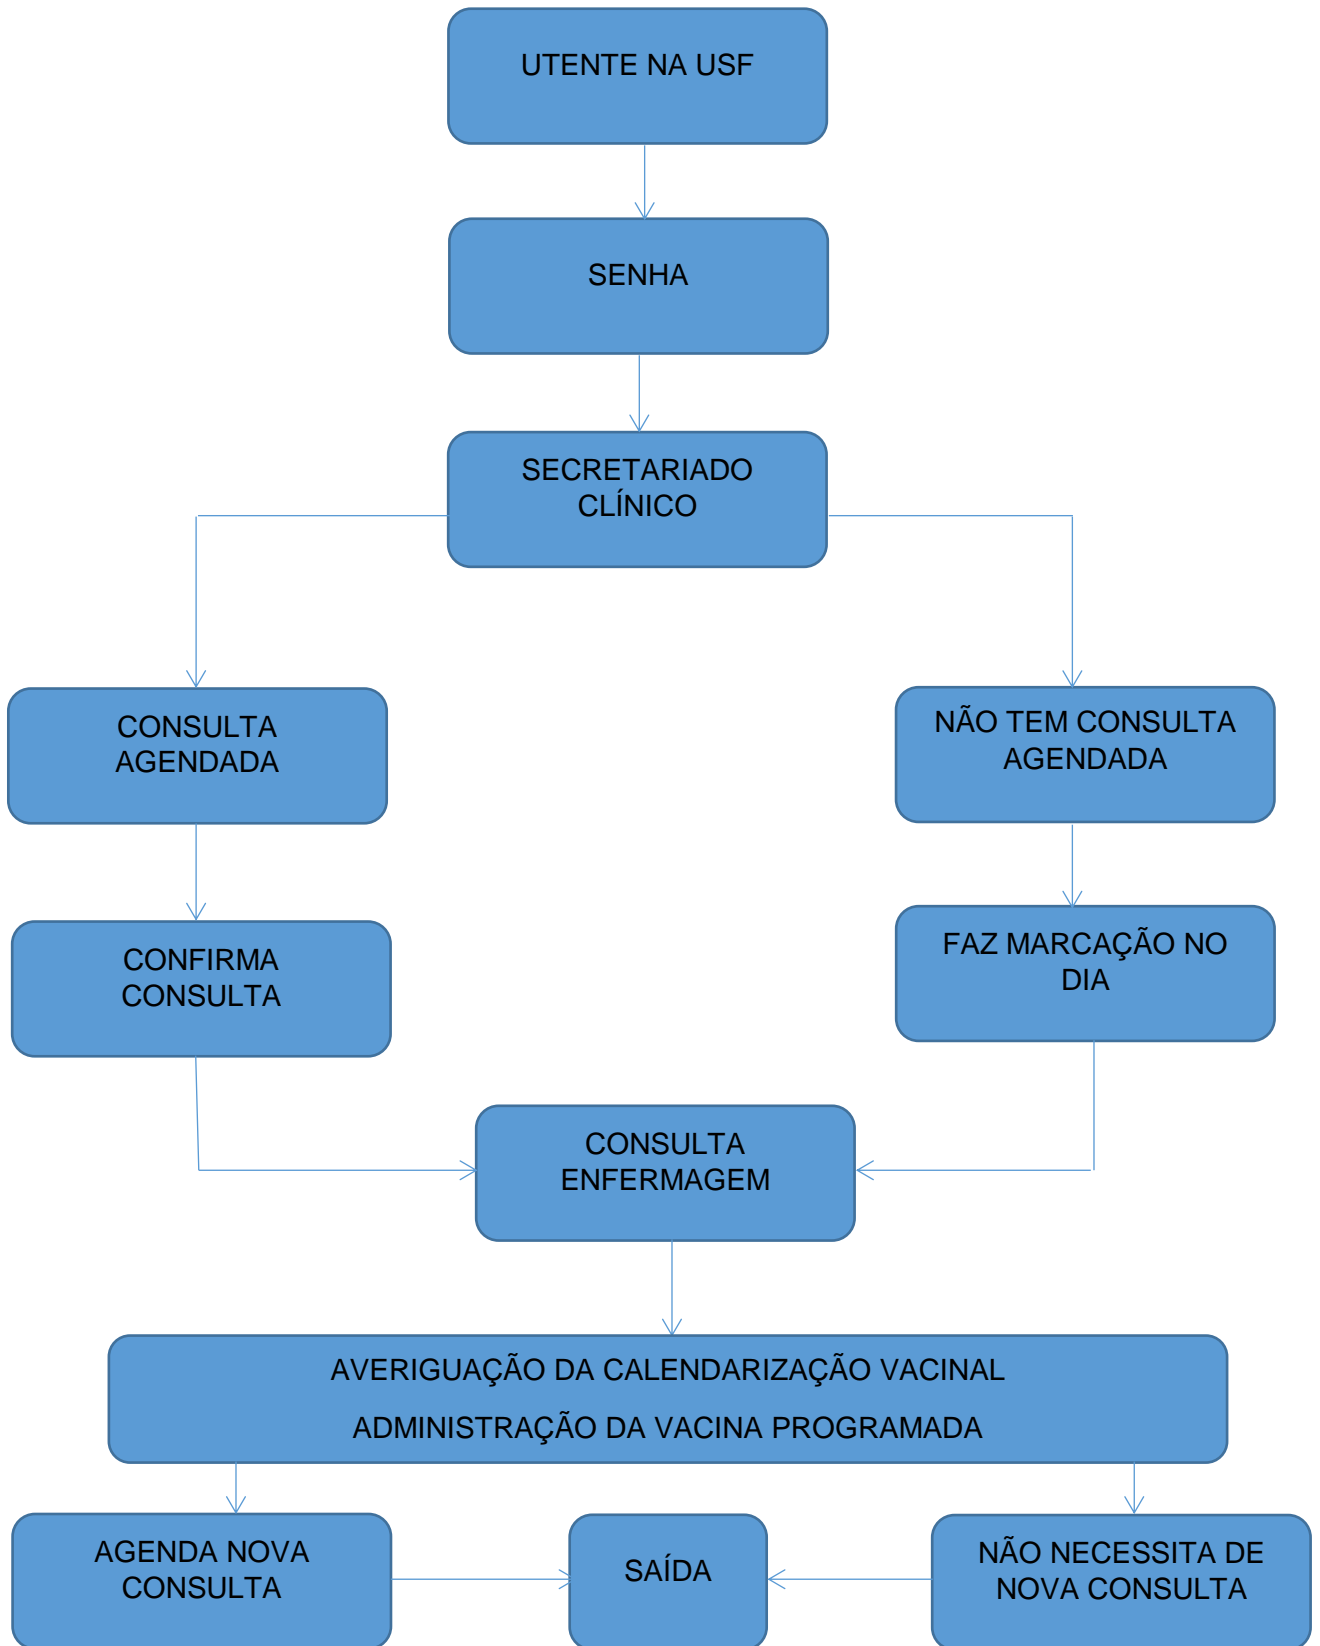 UTENTE NA USF
SENHA
SECRETARIADO
CLÍNICO
CONSULTA
AGENDADA
NÃO TEM CONSULTA
AGENDADA
CONFIRMA
CONSULTA
FAZ MARCAÇÃO NO
DIA
CONSULTA
ENFERMAGEM
AVERIGUAÇÃO DA CALENDARIZAÇÃO VACINAL
ADMINISTRAÇÃO DA VACINA PROGRAMADA
AGENDA NOVA
CONSULTA
SAÍDA
NÃO NECESSITA DE
NOVA CONSULTA